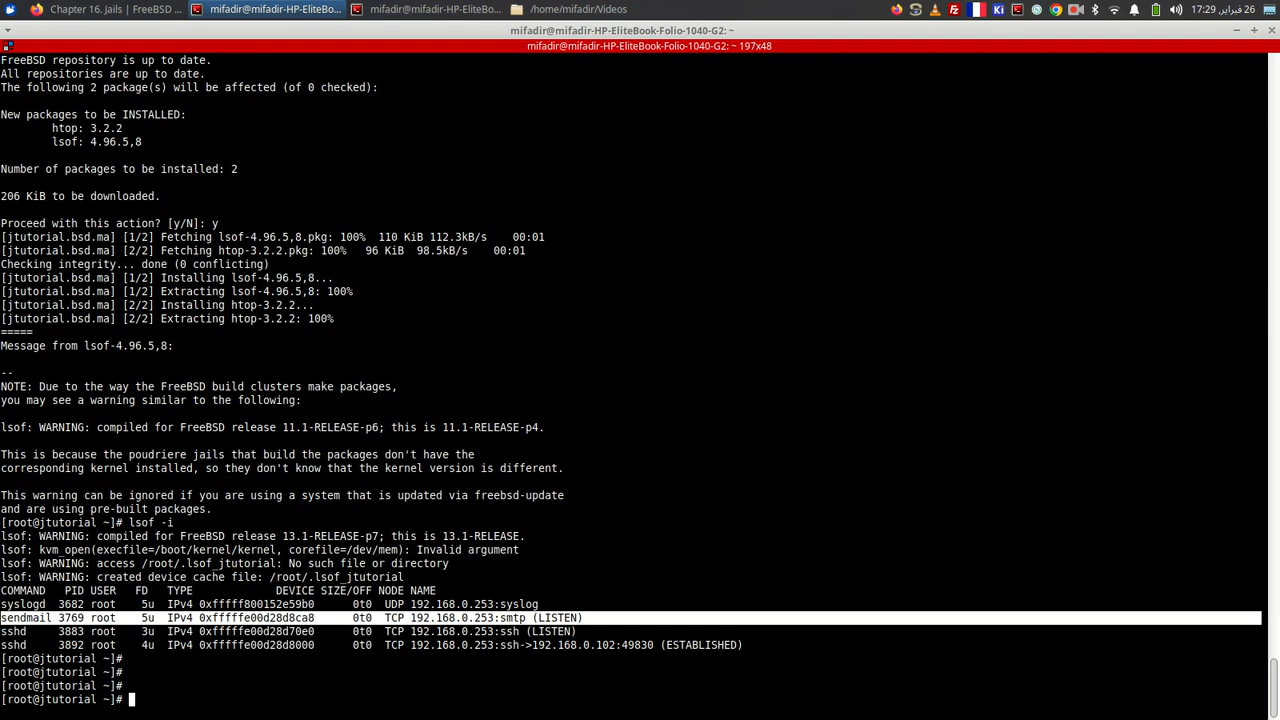 Chapter 16. Jails | FreeBSD ...
mifadir@mifadir-HP-EliteBo...
mifadir@mifadir-HP-EliteBo...
/home/mifadir/Videos
17:29 فبراير 26
mifadir@mifadir-HP-EliteBook-Folio-1040-G2: ~
mifadir@mifadir-HP-EliteBook-Folio-1040-G2: ~ 197x48
FreeBSD repository is up to date.
All repositories are up to date.
The following 2 package(s) will be affected (of 0 checked):
New packages to be INSTALLED:
htop: 3.2.2
lsof: 4.96.5,8
Number of packages to be installed: 2
206 KiB to be downloaded.
Proceed with this action? [y/N]: y
[jtutorial.bsd.ma] [1/2] Fetching lsof-4.96.5,8.pkg: 100%  110 KiB 112.3kB/s    00:01
[jtutorial.bsd.ma] [2/2] Fetching htop-3.2.2.pkg: 100%   96 KiB  98.5kB/s    00:01
Checking integrity... done (0 conflicting)
[jtutorial.bsd.ma] [1/2] Installing lsof-4.96.5,8...
[jtutorial.bsd.ma] [1/2] Extracting lsof-4.96.5,8: 100%
[jtutorial.bsd.ma] [2/2] Installing htop-3.2.2...
[jtutorial.bsd.ma] [2/2] Extracting htop-3.2.2: 100%
=====
Message from lsof-4.96.5,8:
--
NOTE: Due to the way the FreeBSD build clusters make packages,
you may see a warning similar to the following:
lsof: WARNING: compiled for FreeBSD release 11.1-RELEASE-p6; this is 11.1-RELEASE-p4.
This is because the poudriere jails that build the packages don't have the
corresponding kernel installed, so they don't know that the kernel version is different.
This warning can be ignored if you are using a system that is updated via freebsd-update
and are using pre-built packages.
[root@jtutorial ~]# lsof -i
lsof: WARNING: compiled for FreeBSD release 13.1-RELEASE-p7; this is 13.1-RELEASE.
lsof: kvm_open(execfile=/boot/kernel/kernel, corefile=/dev/mem): Invalid argument
lsof: WARNING: access /root/.lsof_jtutorial: No such file or directory
lsof: WARNING: created device cache file: /root/.lsof_jtutorial
COMMAND   PID USER   FD   TYPE             DEVICE SIZE/OFF NODE NAME
syslogd  3682 root    5u  IPv4 0xfffff800152e59b0      0t0  UDP 192.168.0.253:syslog
sendmail 3769 root    5u  IPv4 0xfffffe00d28d8ca8      0t0  TCP 192.168.0.253:smtp (LISTEN)
sshd     3883 root    3u  IPv4 0xfffffe00d28d70e0      0t0  TCP 192.168.0.253:ssh (LISTEN)
sshd     3892 root    4u  IPv4 0xfffffe00d28d8000      0t0  TCP 192.168.0.253:ssh->192.168.0.102:49830 (ESTABLISHED)
[root@jtutorial ~]#
[root@jtutorial ~]#
[root@jtutorial ~]#
[root@jtutorial ~]#